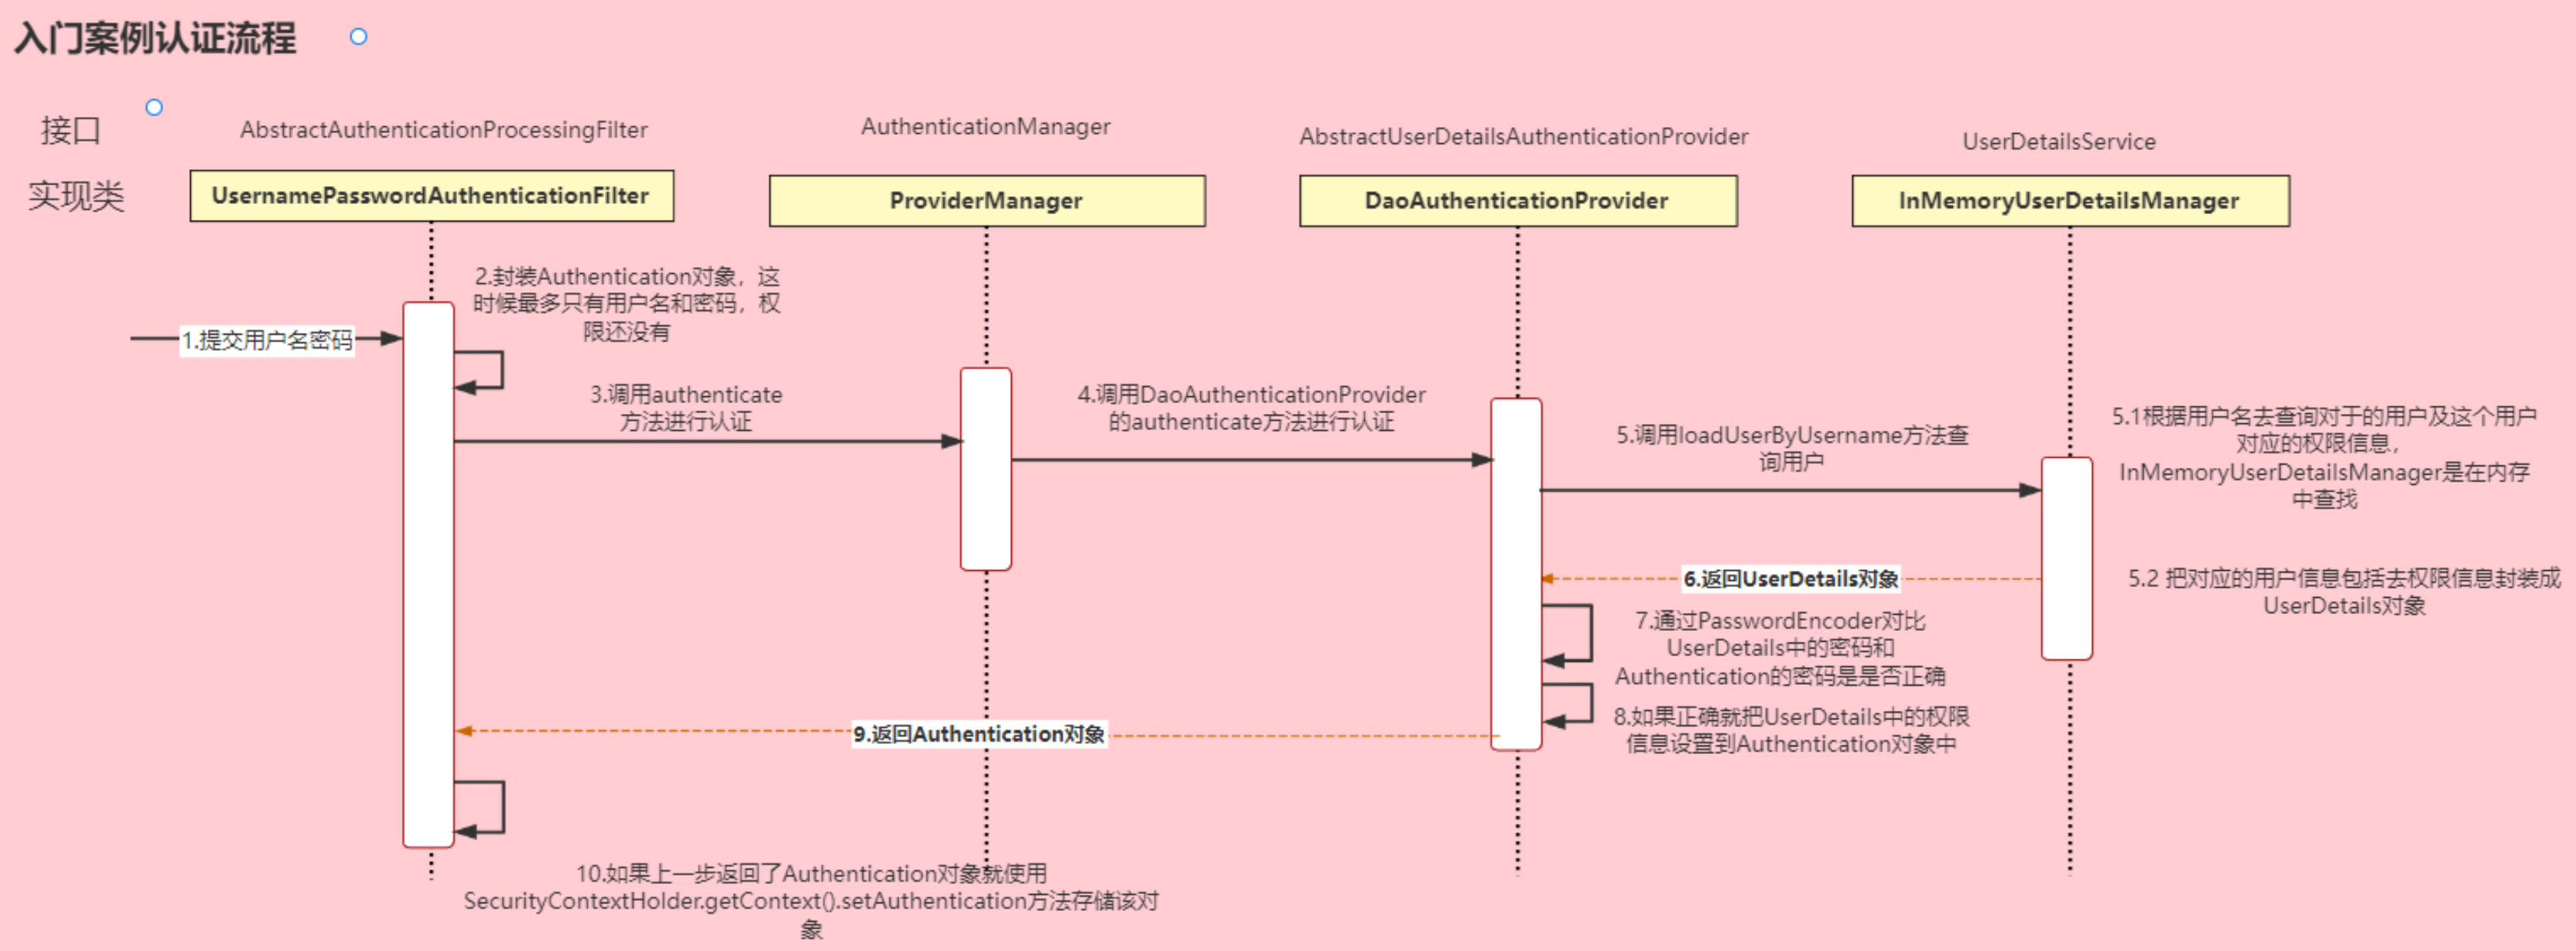 入门案例认证流程
接口
AbstractAuthenticationProcessingFilter
AuthenticationManager
AbstractUserDetailsAuthenticationProvider
UserDetailsService
实现类
UsernamePasswordAuthenticationFilter
ProviderManager
DaoAuthenticationProvider
InMemoryUserDetailsManager
1.提交用户名密码
2.封装Authentication对象，这
时候最多只有用户名和密码，权
限还没有
3.调用authenticate
方法进行认证
4.调用DaoAuthenticationProvider
的authenticate方法进行认证
5.调用loadUserByUsername方法查
询用户
5.1根据用户名去查询对于的用户及这个用户
对应的权限信息，
InMemoryUserDetailsManager是在内存
中查找
5.2 把对应的用户信息包括去权限信息封装成
UserDetails对象
6.返回UserDetails对象
7.通过PasswordEncoder对比
UserDetails中的密码和
Authentication的密码是是否正确
8.如果正确就把UserDetails中的权限
信息设置到Authentication对象中
9.返回Authentication对象
10.如果上一步返回了Authentication对象就使用
SecurityContextHolder.getContext().setAuthentication方法存储该对
象